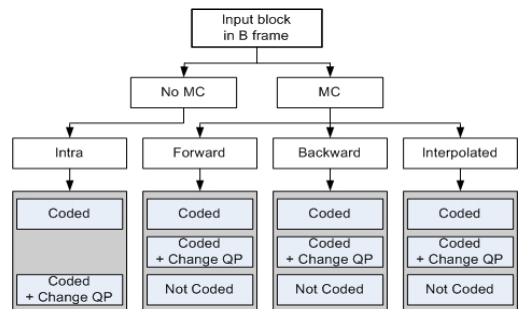 Input block
in B frame
No MC
MC
Intra
Forward
Backward
Interpolated
Coded
Coded
Coded
Coded
Coded
+ Change QP
Coded
+ Change QP
Coded
+ Change QP
Coded
+ Change QP
Not Coded
Not Coded
Not Coded